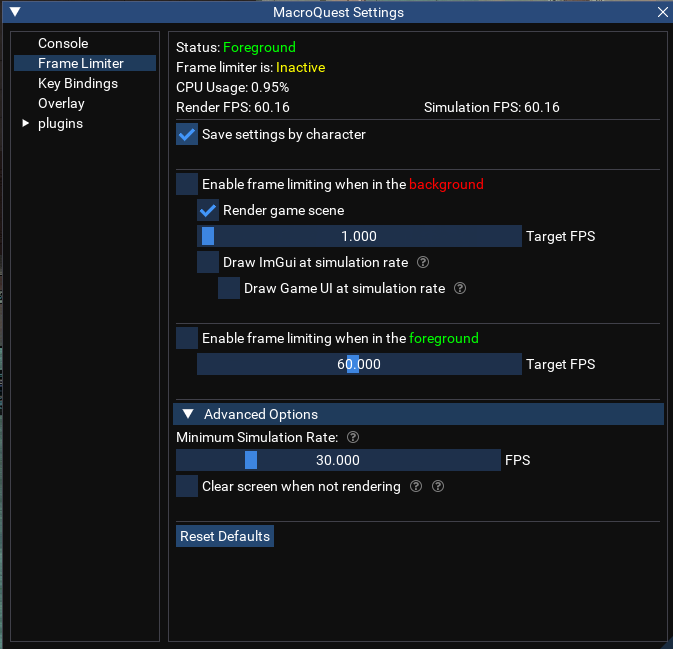 MacroQuest Settings
Console
Frame Limiter
Key Bindings
Overlay
plugins
Status: Foreground
Frame limiter is: Inactive
CPU Usage: 0.95%
Render FPS: 60.16 Simulation FPS: 60.16
Save settings by character
Enable frame limiting when in the background
Render game scene
1.000 Target FPS
Draw ImGui at simulation rate ?
Draw Game UI at simulation rate ?
Enable frame limiting when in the foreground
60.000 Target FPS
Advanced Options
Minimum Simulation Rate: ?
30.000 FPS
Clear screen when not rendering ? ?
Reset Defaults